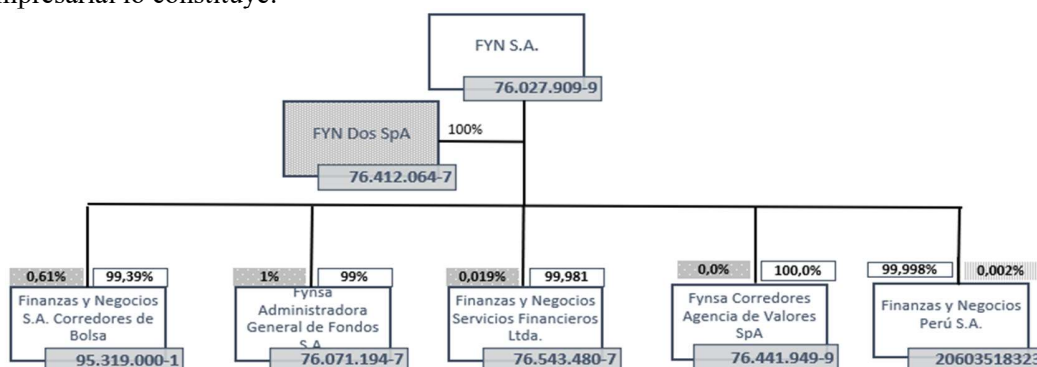 FYN S.A.
76.027.909-9
FYN Dos SpA
100%
76.412.064-7
0,61% 99,39%
Finanzas y Negocios
S.A. Corredores de
Bolsa
95.319.000-1
1% 99%
Fynsa
Administradora
General de Fondos
S.A.
76.071.194-7
0,019% 99,981
Finanzas y Negocios
Servicios Financieros
Ltda.
76.543.480-7
0,0% 100,0%
Fynsa Corredores
Agencia de Valores
SpA
76.441.949-9
99,998% 0,002%
Finanzas y Negocios
Perú S.A.
20603518323